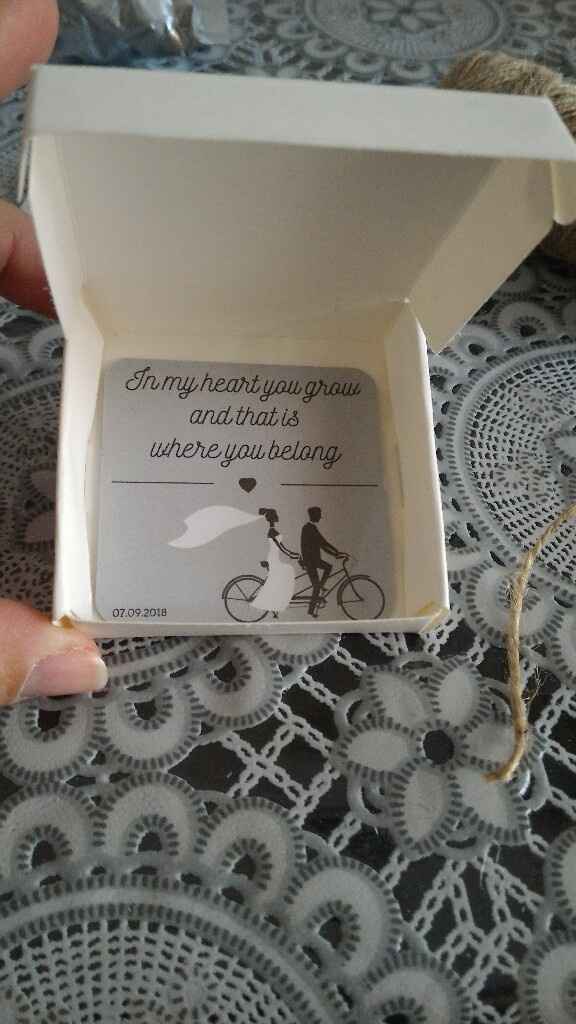 In my heart you grow
and that is
where you belong
07.09.2018